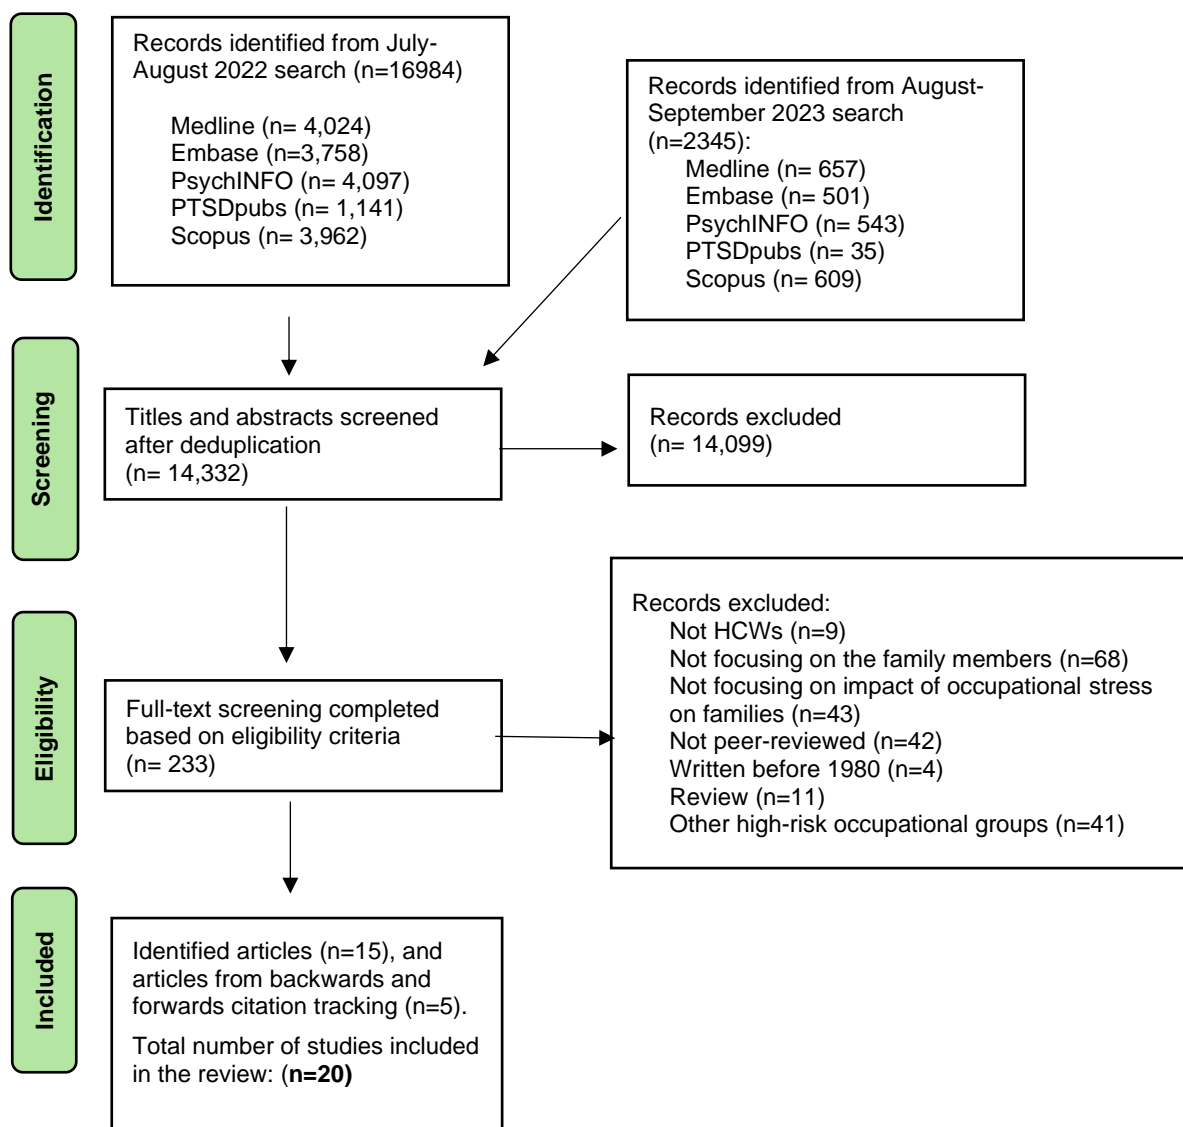 Identification
Records identified from July-
August 2022 search (n=16984)
Medline (n= 4,024)
Embase (n=3,758)
PsychINFO (n= 4,097)
PTSDpubs (n= 1,141)
Scopus (n= 3,962)
Records identified from August-
September 2023 search
(n=2345):
Medline (n= 657)
Embase (n= 501)
PsychINFO (n= 543)
PTSDpubs (n= 35)
Scopus (n= 609)
Screening
Titles and abstracts screened
after deduplication
(n= 14,332)
Records excluded
(n= 14,099)
Eligibility
Full-text screening completed
based on eligibility criteria
(n= 233)
Records excluded:
Not HCWs (n=9)
Not focusing on the family members (n=68)
Not focusing on impact of occupational stress
on families (n=43)
Not peer-reviewed (n=42)
Written before 1980 (n=4)
Review (n=11)
Other high-risk occupational groups (n=41)
Included
Identified articles (n=15), and
articles from backwards and
forwards citation tracking (n=5).
Total number of studies included
in the review: (n=20)